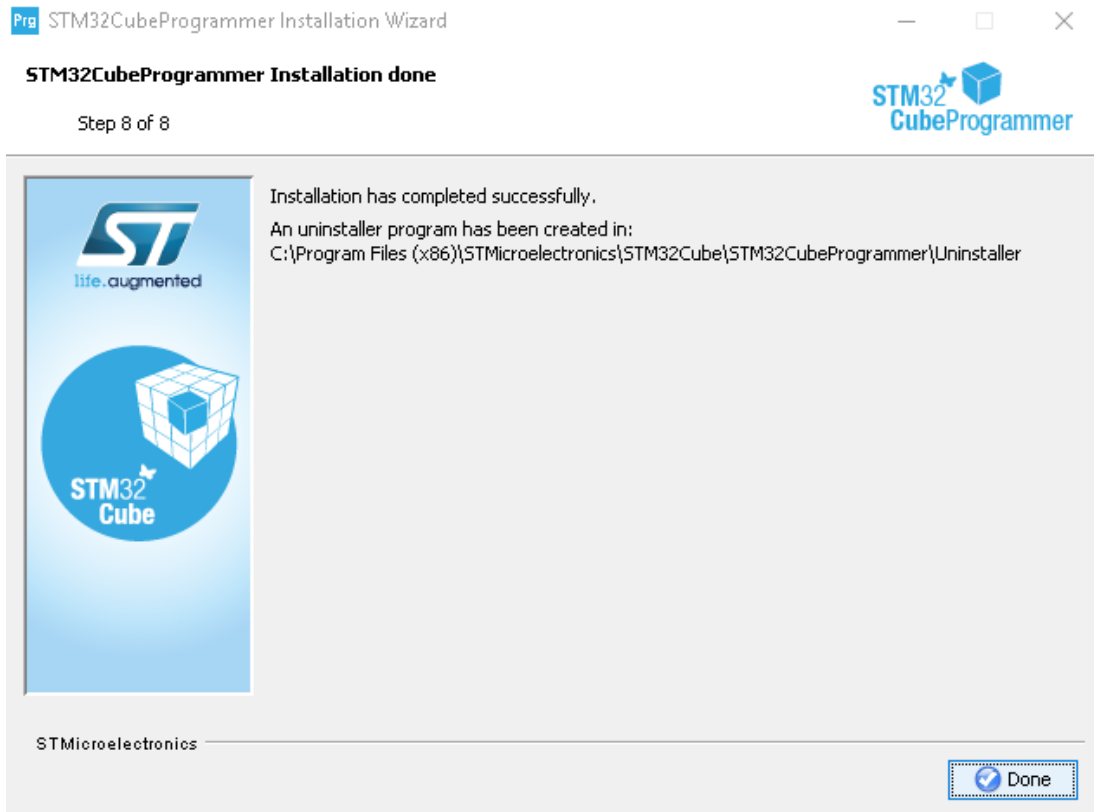 Prg STM32CubeProgrammer Installation Wizard
STM32CubeProgrammer Installation done
Step 8 of 8
STM32
CubeProgrammer
ST
life.augmented
STM32
Cube
Installation has completed successfully.
An uninstaller program has been created in:
C:\Program Files (x86)\STMicroelectronics\STM32Cube\STM32CubeProgrammer\Uninstaller
STMicroelectronics
Done